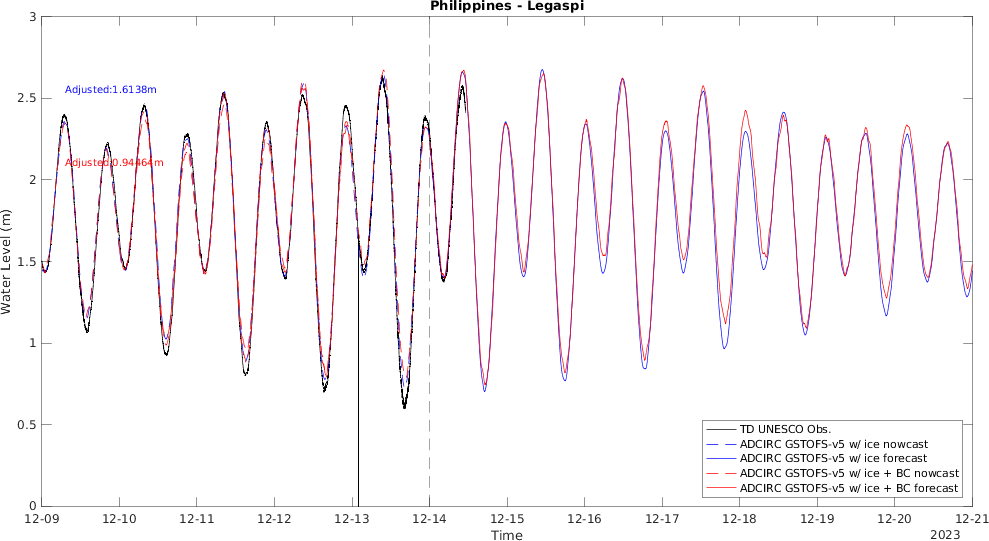 Philippines - Legaspi
Adjusted:1.6138m
Adjusted:0.94464m
Water Level (m)
3
2.5
2
1.5
1
0.5
0
12-09 12-10 12-11 12-12 12-13 12-14 12-15 12-16 12-17 12-18 12-19 12-20 12-21
Time
2023
TD UNESCO Obs.
ADCIRC GSTOFS-v5 w/ ice nowcast
ADCIRC GSTOFS-v5 w/ ice forecast
ADCIRC GSTOFS-v5 w/ ice + BC nowcast
ADCIRC GSTOFS-v5 w/ ice + BC forecast